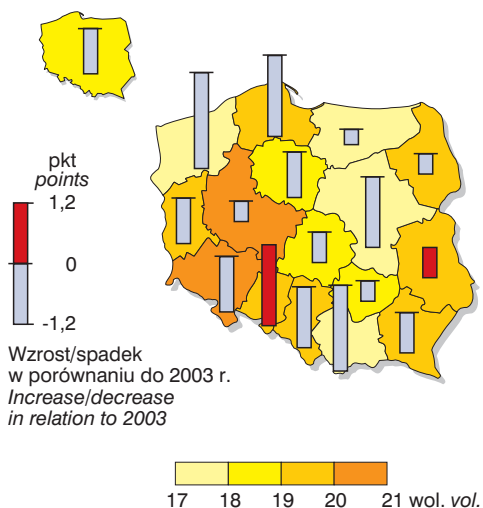 pkt
points
1,2
0
-1,2
Wzrost/spadek
w porównaniu do 2003 r.
Increase/decrease
in relation to 2003
17 18 19 20 21 wol. vol.